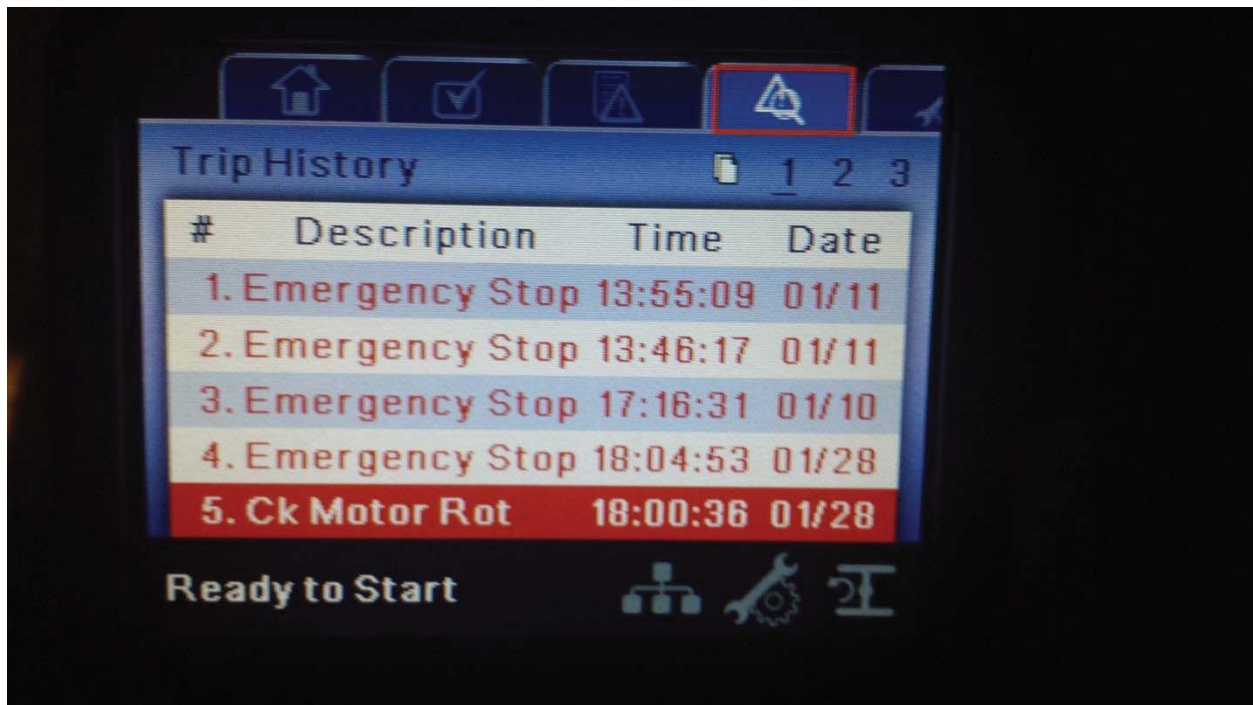 Trip History 1 2 3
# Description Time Date
1. Emergency Stop 13:55:09 01/11
2. Emergency Stop 13:46:17 01/11
3. Emergency Stop 17:16:31 01/10
4. Emergency Stop 18:04:53 01/28
5. Ck Motor Rot 18:00:36 01/28
Ready to Start